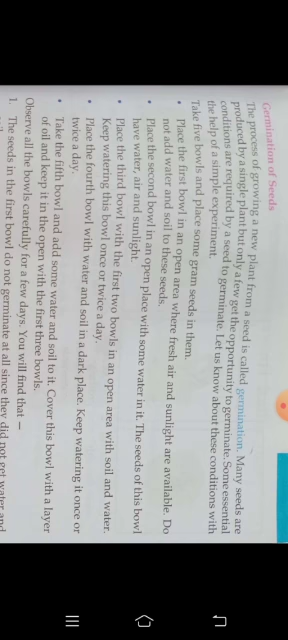 Germination of Seeds
The process of growing a new plant from a seed is called germination. Many seeds are
produced by a single plant but only a few get the opportunity to germinate. Some essential
conditions are required by a seed to germinate. Let us know about these conditions with
the help of a simple experiment.
Take five bowls and place some gram seeds in them.
• Place the first bowl in an open area where fresh air and sunlight are available. Do
not add water and soil to these seeds.
• Place the second bowl in an open place with some water in it. The seeds of this bowl
have water, air and sunlight.
• Place the third bowl with the first two bowls in an open area with soil and water.
Keep watering this bowl once or twice a day.
• Place the fourth bowl with water and soil in a dark place. Keep watering it once or
twice a day.
• Take the fifth bowl and add some water and soil to it. Cover this bowl with a layer
of oil and keep it in the open with the first three bowls.
Observe all the bowls carefully for a few days. You will find that —
1. The seeds in the first bowl do not germinate at all since they did not get water and